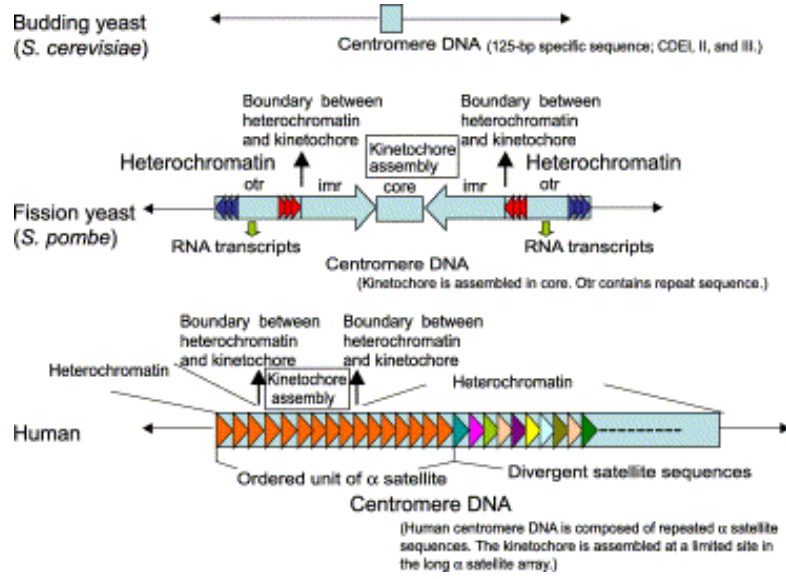 Budding yeast
(S. cerevisiae)
Centromere DNA (125-bp specific sequence; CDEI, II, and III.)
Boundary between
heterochromatin
and kinetochore
Boundary between
heterochromatin
and kinetochore
Kinetochore
assembly
Heterochromatin
Heterochromatin
otr
imr
core
imr
otr
Fission yeast
(S. pombe)
RNA transcripts
RNA transcripts
Centromere DNA
(Kinetochore is assembled in core. Otr contains repeat sequence.)
Boundary between
heterochromatin
and kinetochore
Boundary between
heterochromatin
and kinetochore
Heterochromatin
Kinetochore
assembly
Heterochromatin
Human
Ordered unit of α satellite
Divergent satellite sequences
Centromere DNA
(Human centromere DNA is composed of repeated α satellite
sequences. The kinetochore is assembled at a limited site in
the long α satellite array.)